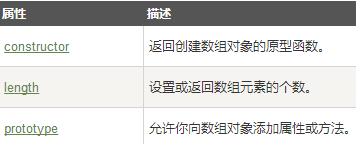 属性 描述
constructor 返回创建数组对象的原型函数。
length 设置或返回数组元素的个数。
prototype 允许你向数组对象添加属性或方法。